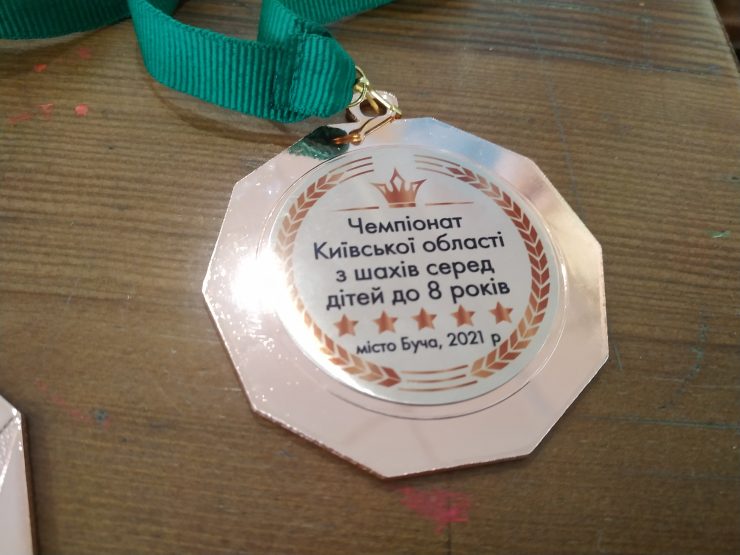 Чемпіонат
Київської області
з шахів серед
дітей до 8 років
місто Буча, 2021 р